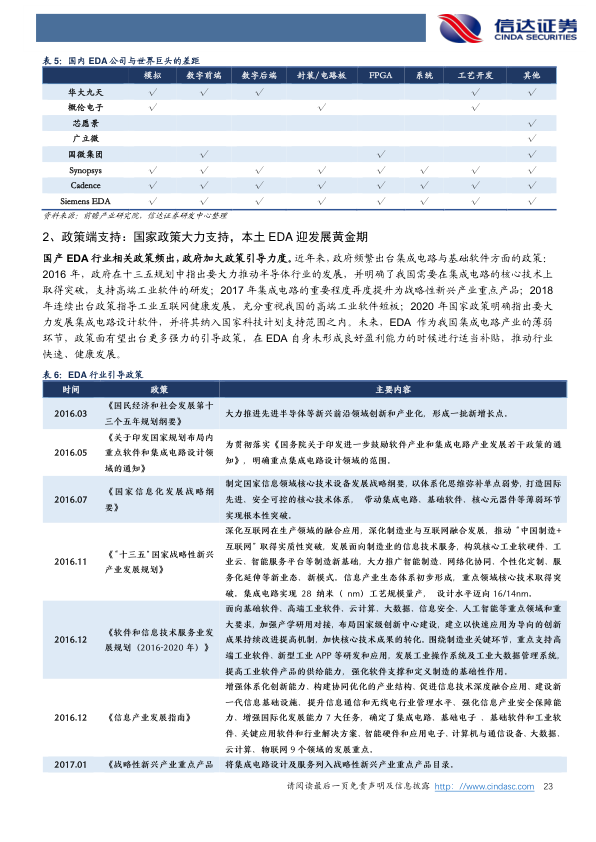 信达证券
CINDA SECURITIES
表 5：国内 EDA 公司与世界巨头的差距
模拟 数字前端 数字后端 封装/电路板 FPGA 系统 工艺开发 其他
华大九天 √ √ √ √ √
概伦电子 √ √ √
芯愿景 √
广立微 √
国微集团 √ √ √
Synopsys √ √ √ √ √ √ √ √
Cadence √ √ √ √ √ √ √ √
Siemens EDA √ √ √ √ √ √ √ √
资料来源：前瞻产业研究院，信达证券研发中心整理
2、政策端支持：国家政策大力支持，本土 EDA 迎发展黄金期
国产 EDA 行业相关政策频出，政府加大政策引导力度。近年来，政府频繁出台集成电路与基础软件方面的政策：
2016 年，政府在十三五规划中指出要大力推动半导体行业的发展，并明确了我国需要在集成电路的核心技术上
取得突破，支持高端工业软件的研发；2017 年集成电路的重要程度再度提升为战略性新兴产业重点产品；2018
年连续出台政策指导工业互联网健康发展，充分重视我国的高端工业软件短板；2020 年国家政策明确指出要大
力发展集成电路设计软件，并将其纳入国家科技计划支持范围之内。未来，EDA 作为我国集成电路产业的薄弱
环节，政策面有望出台更多强力的引导政策，在 EDA 自身未形成良好盈利能力的时候进行适当补贴，推动行业
快速、健康发展。
表 6：EDA 行业引导政策
时间 政策 主要内容
2016.03 《国民经济和社会发展第十三个五年规划纲要》 大力推进先进半导体等新兴前沿领域创新和产业化，形成一批新增长点。
2016.05 《关于印发国家规划布局内
重点软件和集成电路设计领
域的通知》
为贯彻落实《国务院关于印发进一步鼓励软件产业和集成电路产业发展若干政策的通
知》，明确重点集成电路设计领域的范围。
2016.07 《国家信息化发展战略纲
要》
制定国家信息领域核心技术设备发展战略纲要，以体系化思维弥补单点弱势，打造国际
先进、安全可控的核心技术体系， 带动集成电路、基础软件、核心元器件等薄弱环节
实现根本性突破。
2016.11 《"十三五"国家战略性新兴
产业发展规划》
深化互联网在生产领域的融合应用，深化制造业与互联网融合发展，推动 "中国制造+
互联网" 取得实质性突破，发展面向制造业的信息技术服务，构筑核心工业软硬件、工
业云、智能服务平台等制造新基础，大力推广智能制造、网络化协同、个性化定制、服
务化延伸等新业态、新模式。信息产业生态体系初步形成，重点领域核心技术取得突
破。集成电路实现 28 纳米（ nm）工艺规模量产， 设计水平迈向 16/14nm。
2016.12 《软件和信息技术服务业发
展规划（2016-2020 年）》
面向基础软件、高端工业软件、云计算、大数据、信息安全、人工智能等重点领域和重
大要求，加强产学研用对接，布局国家级创新中心建设，建立以快速应用为导向的创新
成果持续改进提高机制，加快核心技术成果的转化。围绕制造业关键环节，重点支持高
端工业软件、新型工业 APP 等研发和应用，发展工业操作系统及工业大数据管理系统，
提高工业软件产品的供给能力，强化软件支撑和定义制造的基础性作用。
2016.12 《信息产业发展指南》
增强体系化创新能力、构建协同优化的产业结构、促进信息技术深度融合应用、建设新
一代信息基础设施、提升信息通信和无线电行业管理水平、强化信息产业安全保障能
力、增强国际化发展能力 7 大任务，确定了集成电路、基础电子 、基础软件和工业软
件、关键应用软件和行业解决方案、智能硬件和应用电子、计算机与通信设备、大数据、
云计算、物联网 9 个领域的发展重点。
2017.01 《战略性新兴产业重点产品 将集成电路设计及服务列入战略性新兴产业重点产品目录。
请阅读最后一页免责声明及信息披露 http：//www.cindasc.com 23